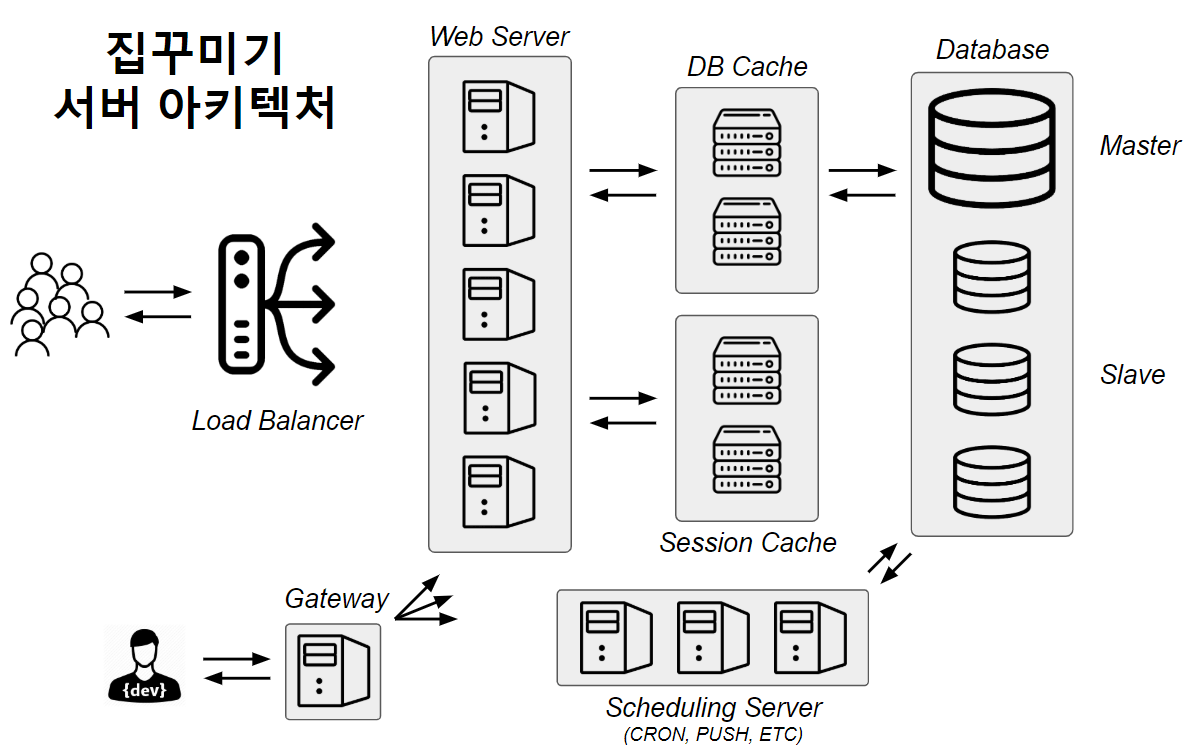 집꾸미기
서버 아키텍처
Web Server
DB Cache
Database
Master
Load Balancer
Slave
Session Cache
Gateway
{dev}
Scheduling Server
(CRON, PUSH, ETC)